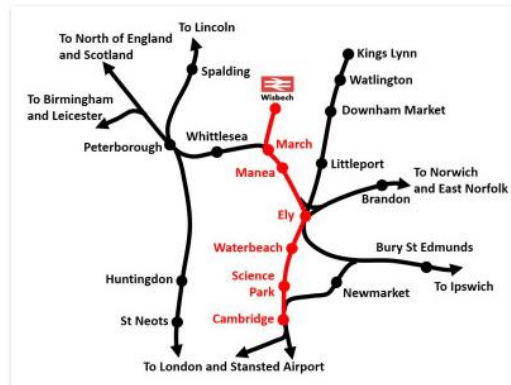 To Lincoln
To North of England
and Scotland
Kings Lynn
Spalding
Watlington
Wisbech
To Birmingham
and Leicester
Downham Market
Whittlesea
March
Peterborough
Manea
Littleport
To Norwich
and East Norfolk
Brandon
Ely
Waterbeach
Bury St Edmunds
Huntingdon
Science
Park
Newmarket
To Ipswich
St Neots
Cambridge
To London and Stansted Airport